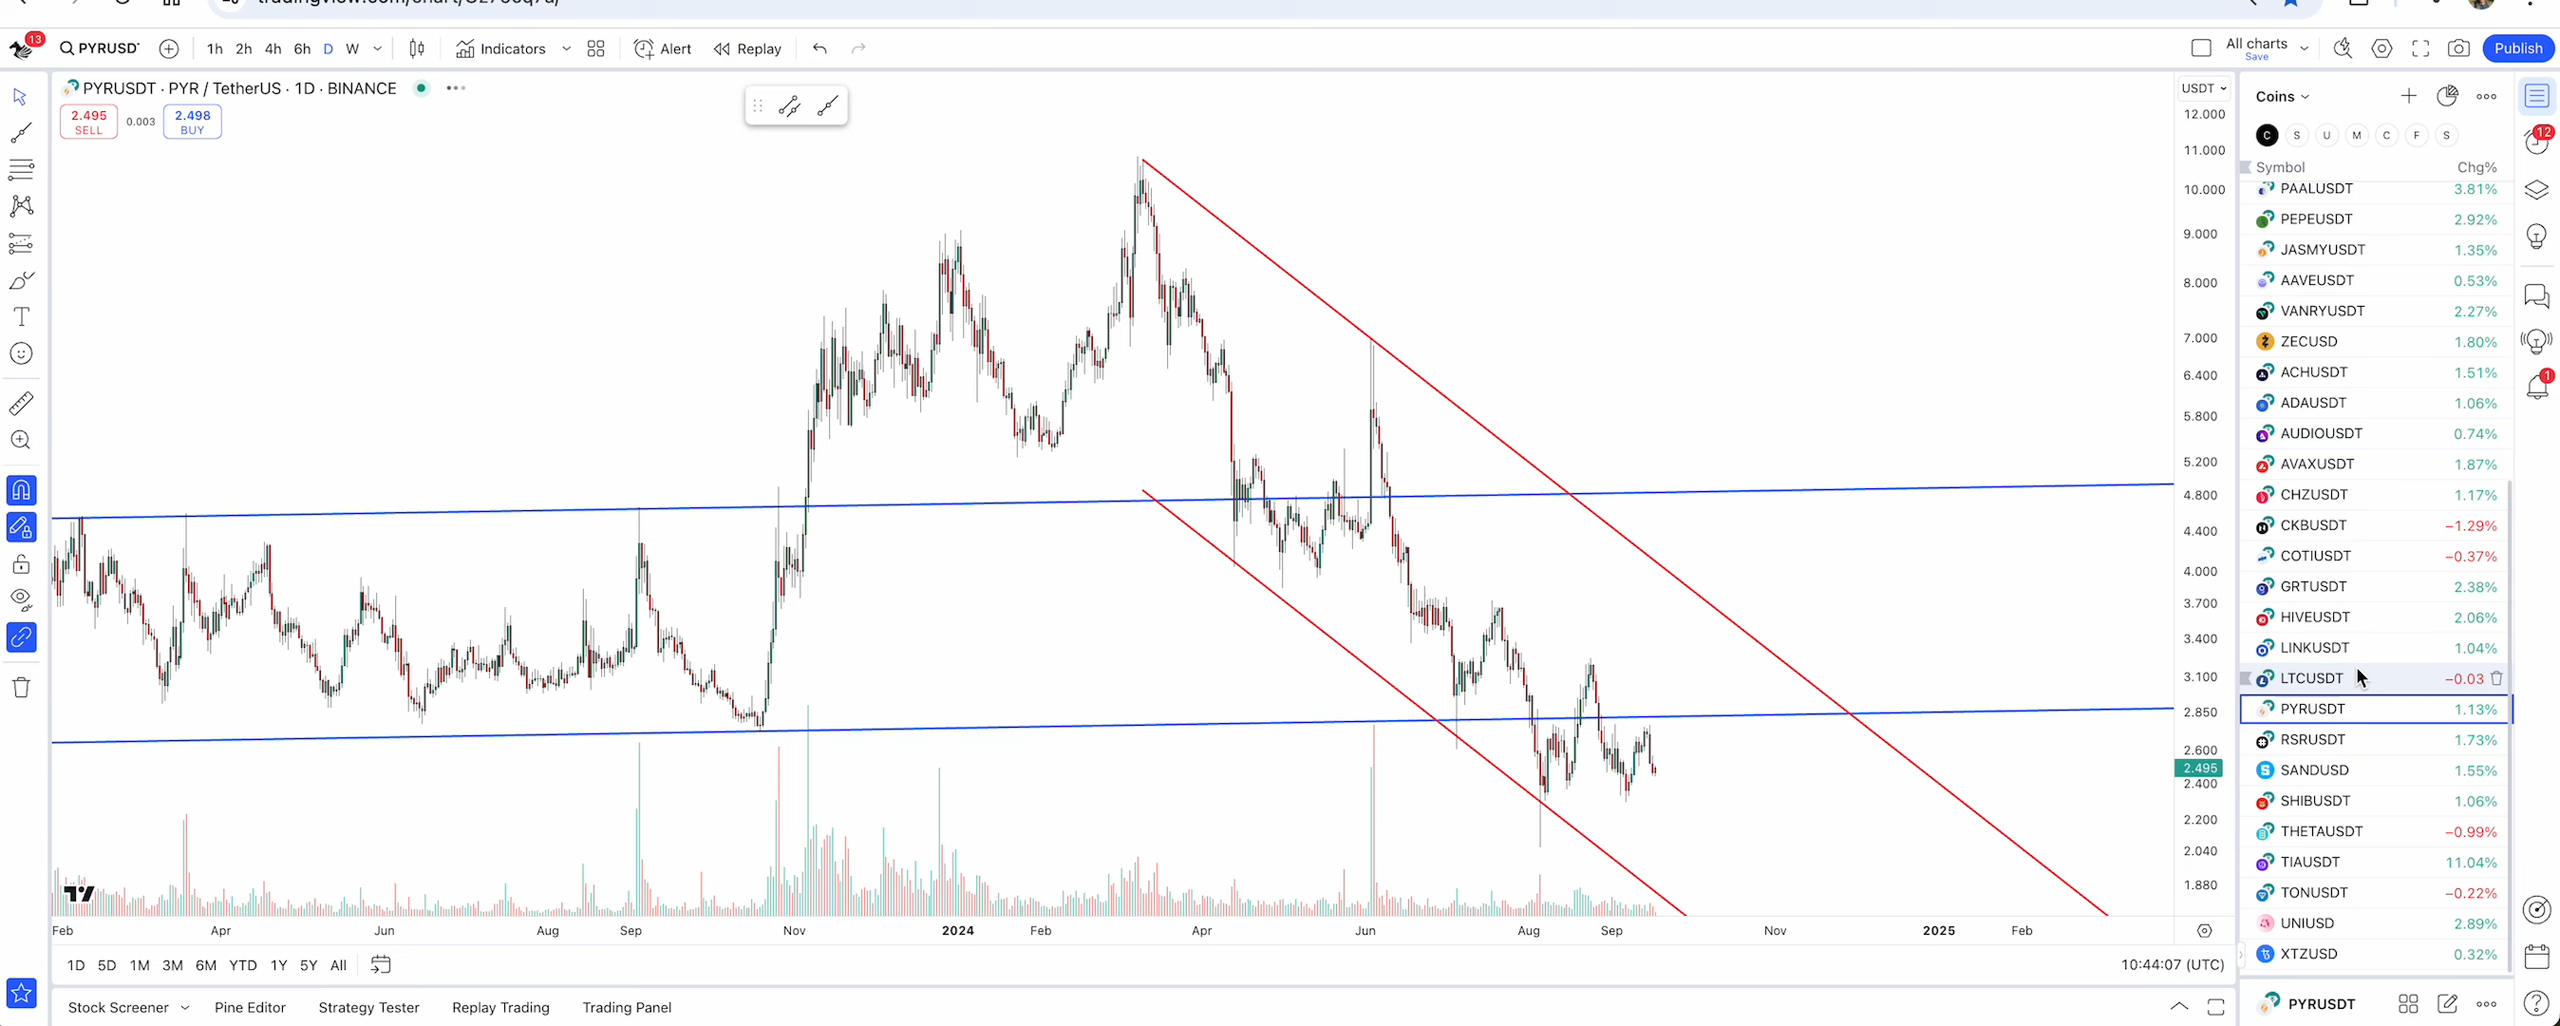 13
PYRUSDT
1h 2h 4h 6h D W
Indicators
Alert
Replay
All charts
Save
Publish
PYRUSDT · PYR / TetherUS · 1D · BINANCE
2.495
SELL
0.003
2.498
BUY
USDT
12.000
11.000
10.000
9.000
8.000
7.000
6.400
5.800
5.200
4.800
4.400
4.000
3.700
3.400
3.100
2.850
2.600
2.495
2.400
2.200
2.040
1.880
Feb Apr Jun Aug Sep Nov 2024 Feb Apr Jun Aug Sep Nov 2025 Feb
1D 5D 1M 3M 6M YTD 1Y 5Y All
10:44:07 (UTC)
Stock Screener Pine Editor Strategy Tester Replay Trading Trading Panel
Coins
C S U M C F S
Symbol Chg%
PAALUSDT 3.81%
PEPEUSDT 2.92%
JASMYUSDT 1.35%
AAVEUSDT 0.53%
VANRYUSDT 2.27%
ZECUSD 1.80%
ACHUSDT 1.51%
ADAUSDT 1.06%
AUDIOUSDT 0.74%
AVAXUSDT 1.87%
CHZUSDT 1.17%
CKBUSDT −1.29%
COTIUSDT −0.37%
GRTUSDT 2.38%
HIVEUSDT 2.06%
LINKUSDT 1.04%
LTCUSDT −0.03
PYRUSDT 1.13%
RSRUSDT 1.73%
SANDUSD 1.55%
SHIBUSDT 1.06%
THETAUSDT −0.99%
TIAUSDT 11.04%
TONUSDT −0.22%
UNIUSD 2.89%
XTZUSD 0.32%
PYRUSDT
12
1